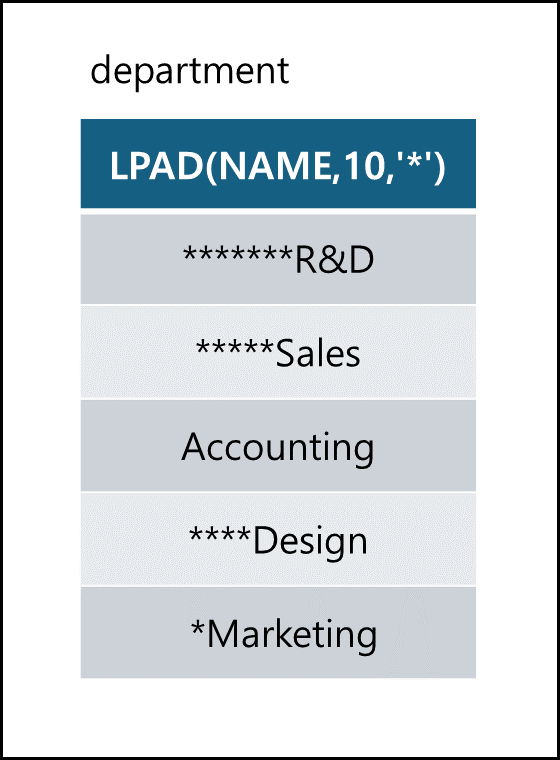 department
LPAD(NAME,10,'*')
*******R&D
*****Sales
Accounting
****Design
*Marketing